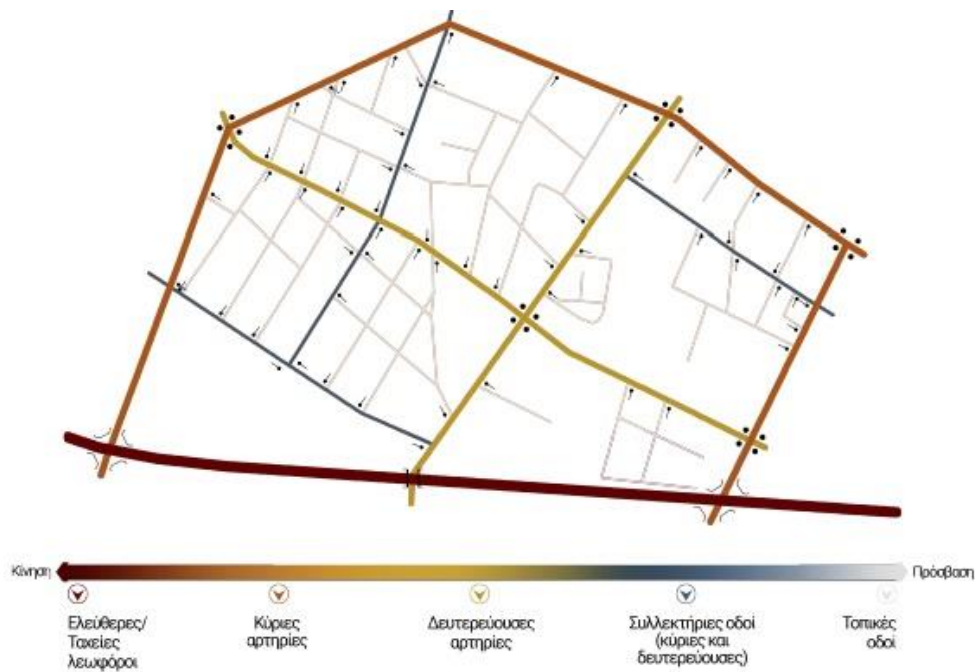 Κίνηση
Πρόσβαση
Ελεύθερες/
Ταχείες
λεωφόροι
Κύριες
αρτηρίες
Δευτερεύουσες
αρτηρίες
Συλλεκτήριες οδοί
(κύριες και
δευτερεύουσες)
Τοπικές
οδοί